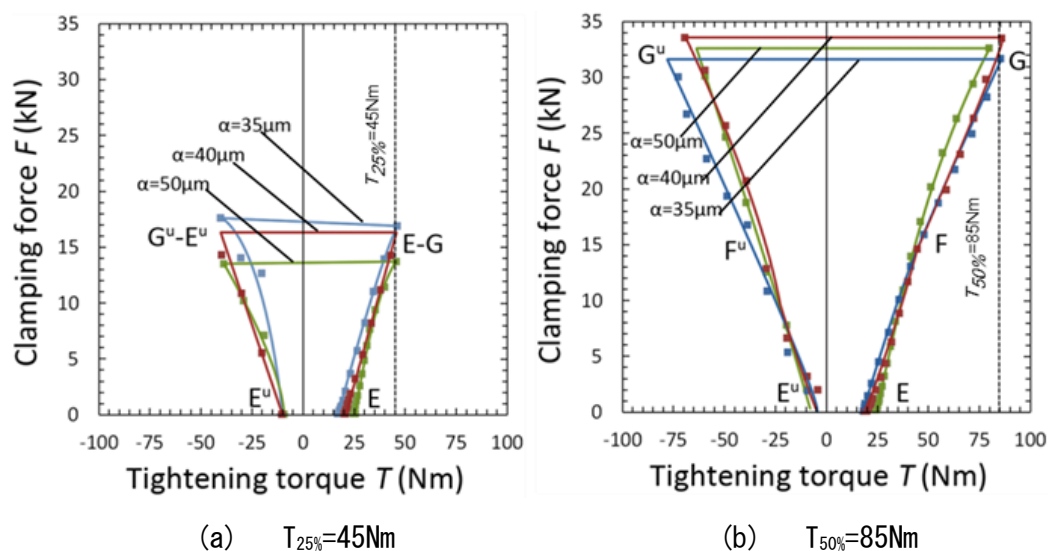 (a)
35
30
25
20
15
10
5
0
Clamping force F (kN)
α=35μm
α=40μm
α=50μm
T25%=45Nm
Gᵘ-Eᵘ
E-G
Eᵘ
E
-100 -75 -50 -25 0 25 50 75 100
Tightening torque T (Nm)
(b)
35
30
25
20
15
10
5
0
Clamping force F (kN)
Gᵘ
G
α=50μm
α=40μm
α=35μm
Fᵘ
F
T50%=85Nm
Eᵘ
E
-100 -75 -50 -25 0 25 50 75 100
Tightening torque T (Nm)
(a) T25%=45Nm
(b) T50%=85Nm